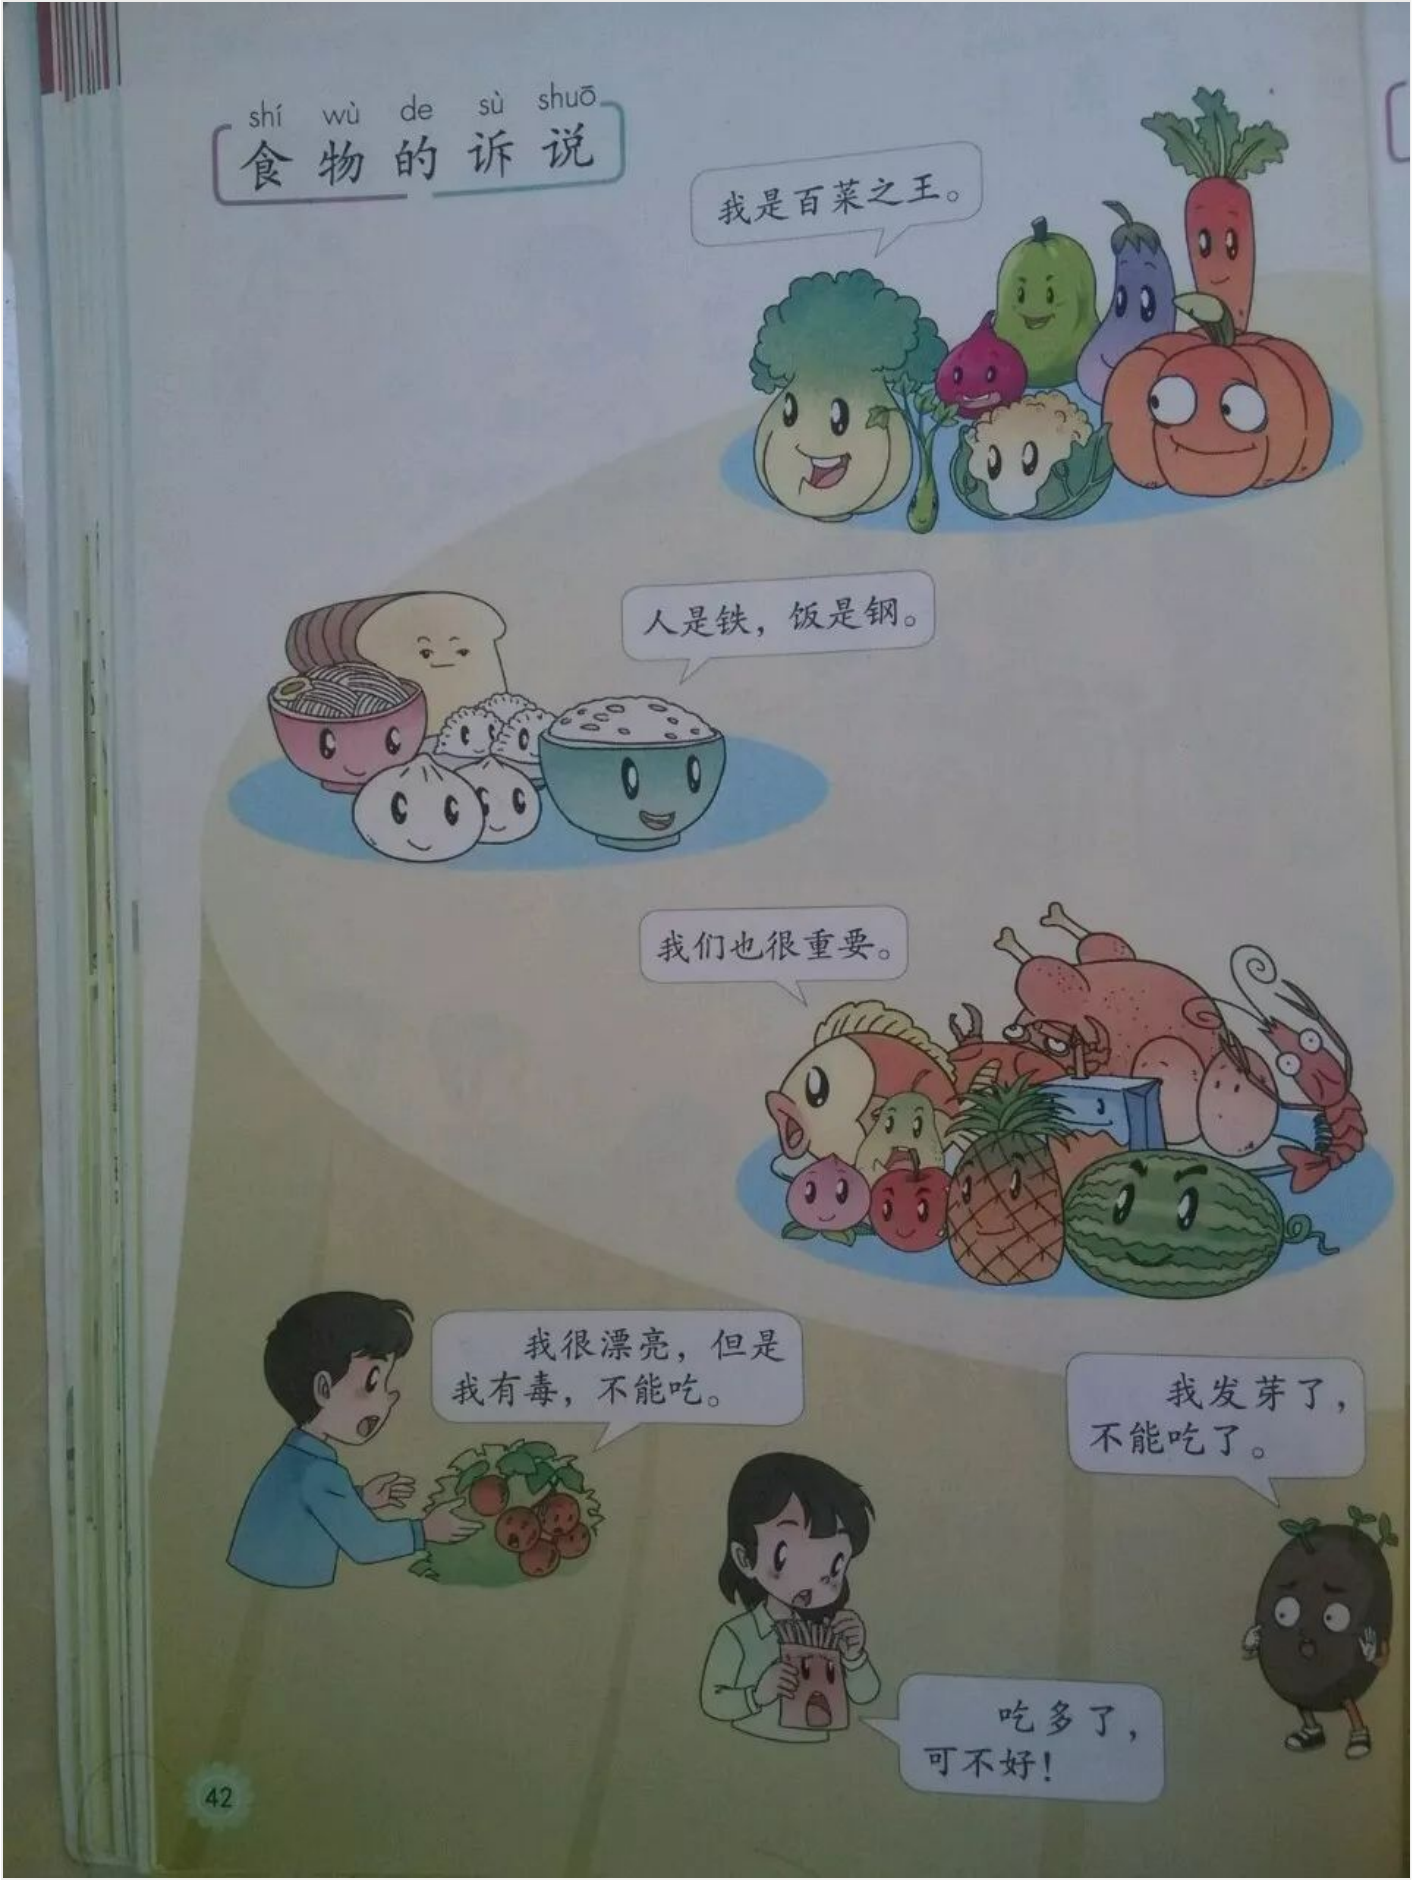 shí wù de sù shuō
食物的诉说
我是百菜之王。
人是铁，饭是钢。
我们也很重要。
我很漂亮，但是
我有毒，不能吃。
我发芽了，
不能吃了。
吃多了，
可不好！
42